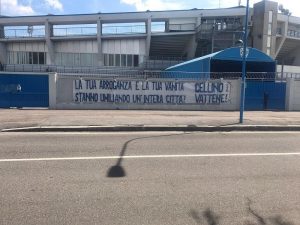 LA TUA ARROGANZA E LA TUA VANITÀ
STANNO UMILIANDO UN'INTERA CITTÀ!
CELLINO
VATTENE!